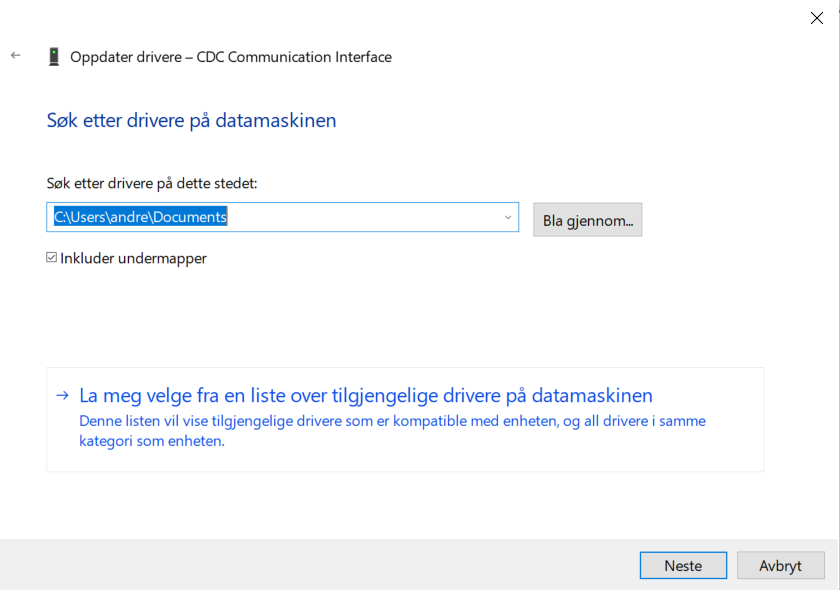 Oppdater drivere – CDC Communication Interface
Søk etter drivere på datamaskinen
Søk etter drivere på dette stedet:
C:\Users\andre\Documents
Bla gjennom...
Inkluder undermapper
La meg velge fra en liste over tilgjengelige drivere på datamaskinen
Denne listen vil vise tilgjengelige drivere som er kompatible med enheten, og all drivere i samme
kategori som enheten.
Neste
Avbryt